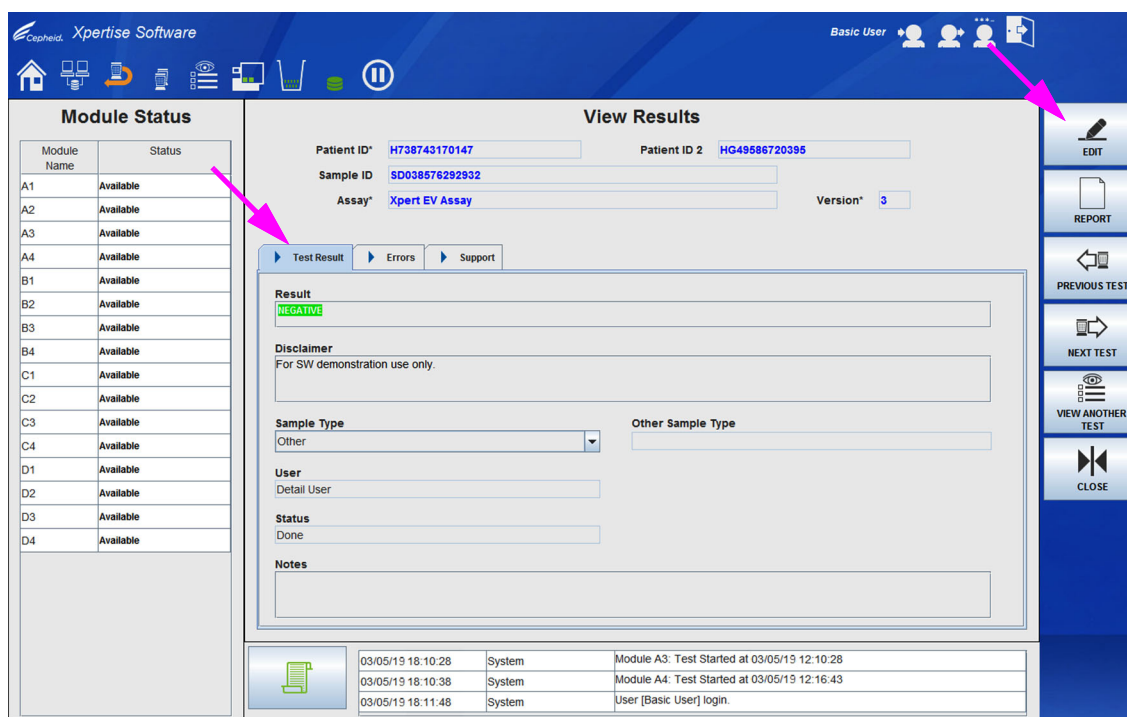 Cepheid. Xpertise Software
Basic User
Module Status
Module Name Status
A1 Available
A2 Available
A3 Available
A4 Available
B1 Available
B2 Available
B3 Available
B4 Available
C1 Available
C2 Available
C3 Available
C4 Available
D1 Available
D2 Available
D3 Available
D4 Available
View Results
Patient ID* H738743170147 Patient ID 2 HG49586720395
Sample ID SD038576292932
Assay* Xpert EV Assay Version* 3
Test Result Errors Support
Result
NEGATIVE
Disclaimer
For SW demonstration use only.
Sample Type Other Sample Type
Other
User
Detail User
Status
Done
Notes
03/05/19 18:10:28 System Module A3: Test Started at 03/05/19 12:10:28
03/05/19 18:10:38 System Module A4: Test Started at 03/05/19 12:16:43
03/05/19 18:11:48 System User [Basic User] login.
EDIT
REPORT
PREVIOUS TEST
NEXT TEST
VIEW ANOTHER
TEST
CLOSE